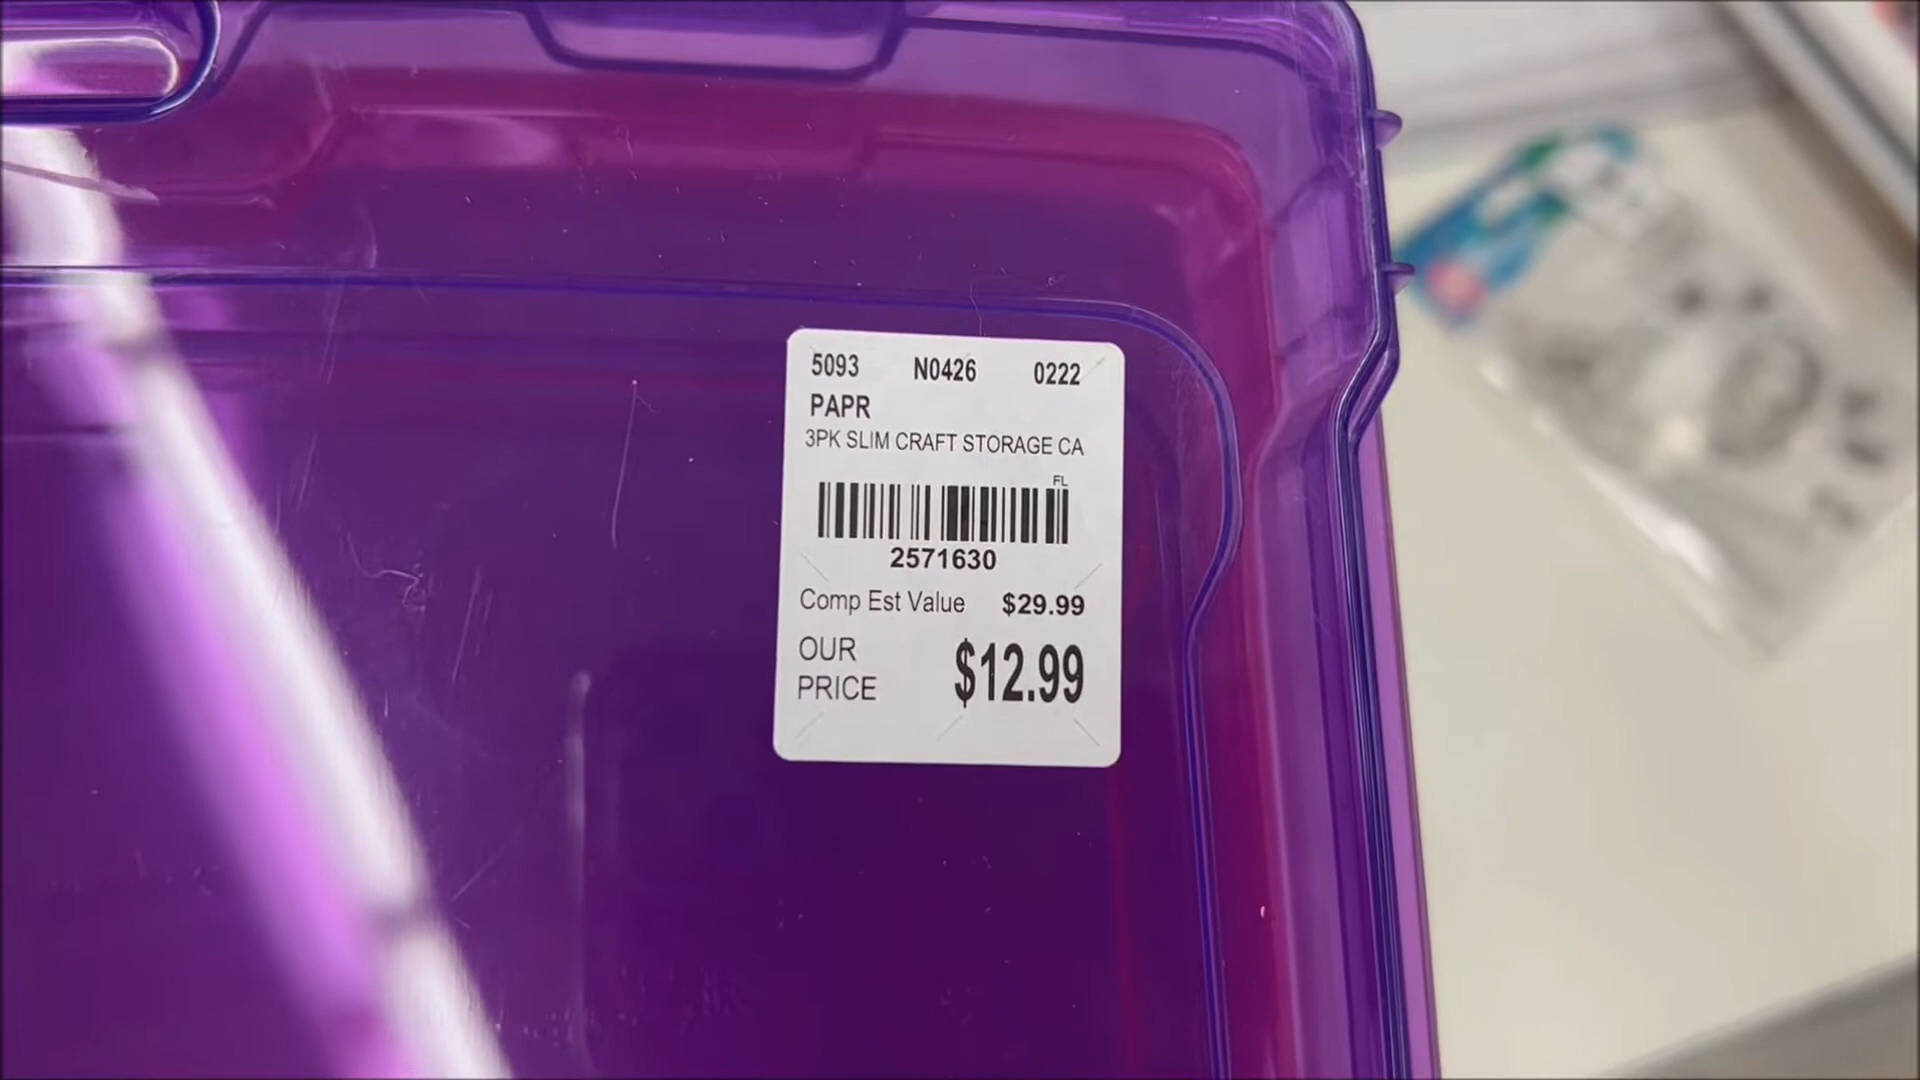 5093 N0426 0222
PAPR
3PK SLIM CRAFT STORAGE CA
FL
2571630
Comp Est Value $29.99
OUR
PRICE $12.99